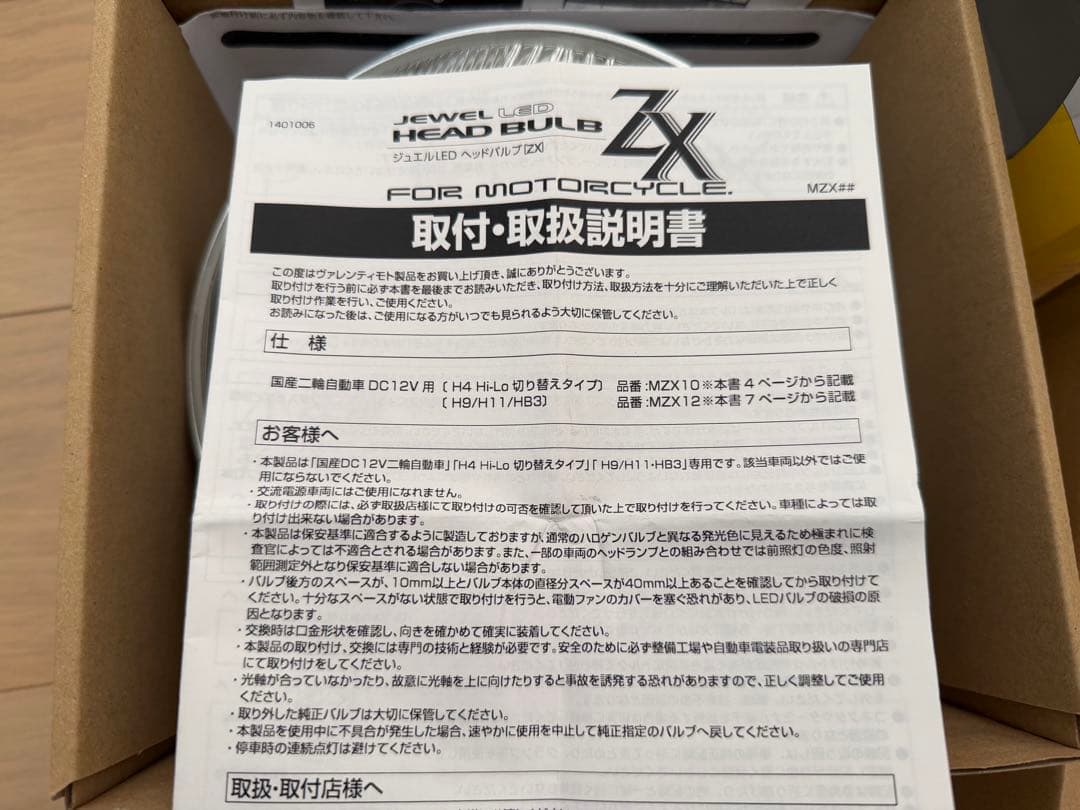 1401006
JEWEL LED
HEAD BULB ZX
ジュエルLED ヘッドバルブ[ZX]
FOR MOTORCYCLE.
MZX##
取付・取扱説明書
この度はヴァレンティモト製品をお買い上げ頂き、誠にありがとうございます。
取り付けを行う前に必ず本書を最後までお読みいただき、取り付け方法、取扱方法を十分にご理解いただいた上で正しく
取り付け作業を行い、ご使用ください。
お読みになった後は、ご使用になる方がいつでも見られるよう大切に保管してください。
仕 様
国産二輪自動車 DC12V 用 〔 H4 Hi-Lo 切り替えタイプ〕 品番:MZX10※本書 4 ページから記載
〔 H9/H11/HB3〕 品番:MZX12※本書 7 ページから記載
お客様へ
・本製品は「国産DC12V二輪自動車」「H4 Hi-Lo 切り替えタイプ」「H9/H11・HB3」専用です。該当車両以外ではご使
用にならないでください。
・交流電源車両にはご使用になれません。
・取り付けの際には、必ず取扱店様にて取り付けの可否を確認して頂いた上で取り付けを行ってください。車種によっては取
り付け出来ない場合があります。
・本製品は保安基準に適合するように製造しておりますが、通常のハロゲンバルブと異なる発光色に見えるため極まれに検
査官によっては不適合とされる場合があります。また、一部の車両のヘッドランプとの組み合わせでは前照灯の色度、照射
範囲測定外となり保安基準に適合しない場合があります。
・バルブ後方のスペースが、10mm以上とバルブ本体の直径分スペースが40mm以上あることを確認してから取り付けて
ください。十分なスペースがない状態で取り付けを行うと、電動ファンのカバーを塞ぐ恐れがあり、LEDバルブの破損の原
因となります。
・交換時は口金形状を確認し、向きを確かめて確実に装着してください。
・本製品の取り付け、交換には専門の技術と経験が必要です。安全のために必ず整備工場や自動車電装品取り扱いの専門店
にて取り付けをしてください。
・光軸が合っていなかったり、故意に光軸を上に向けたりすると事故を誘発する恐れがありますので、正しく調整してご使用
ください。
・取り外した純正バルブは大切に保管してください。
・本製品を使用中に不具合が発生した場合、速やかに使用を中止して純正指定のバルブへ戻してください。
・停車時の連続点灯は避けてください。
取扱・取付店様へ